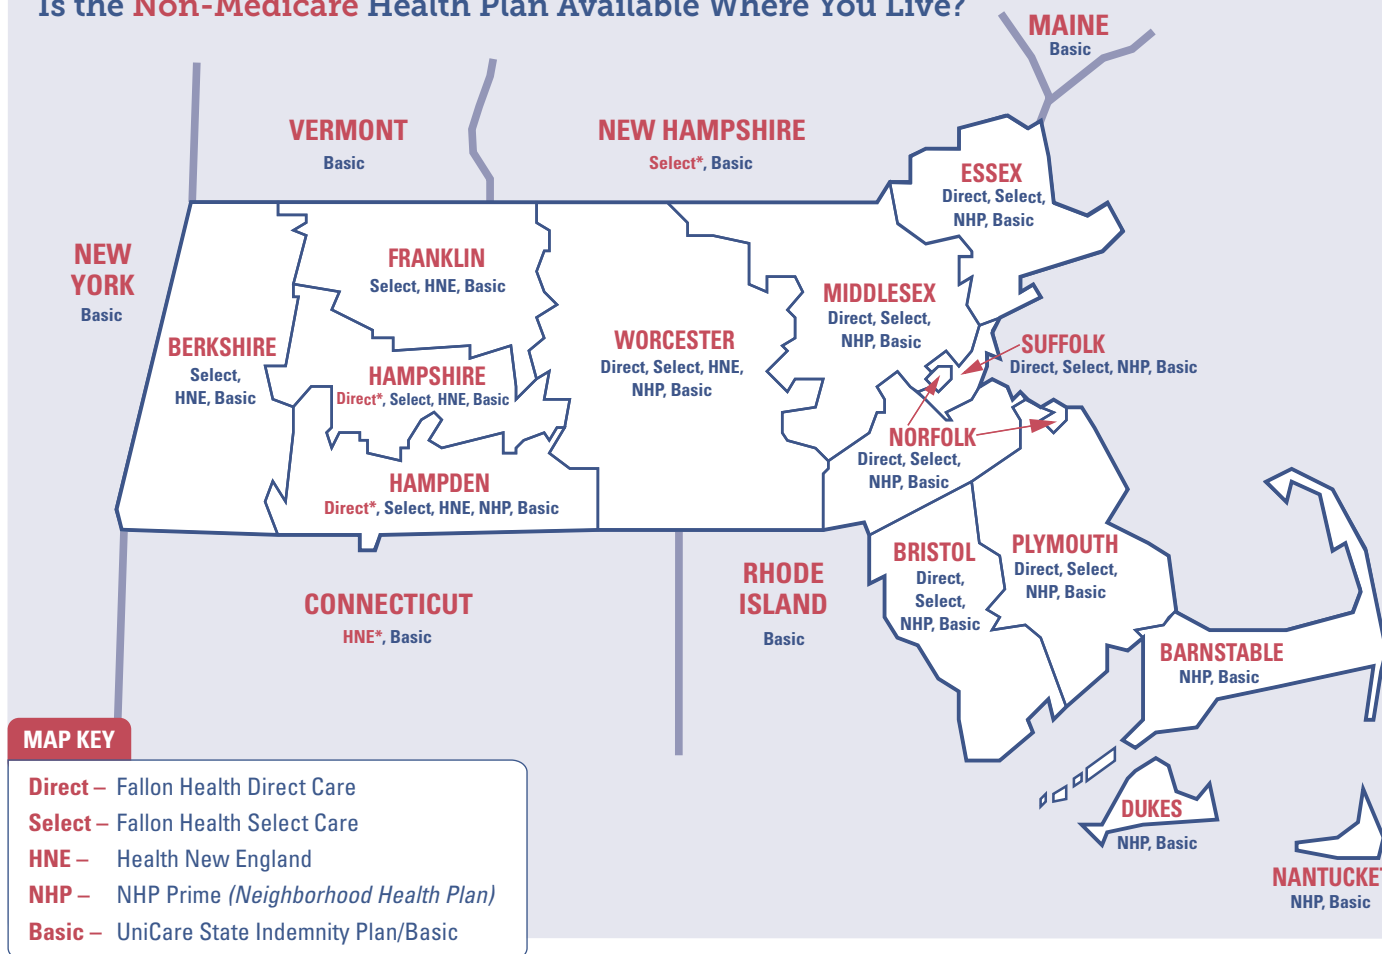 Is the Non-Medicare Health Plan Available Where You Live?
MAINE
Basic
VERMONT
Basic
NEW HAMPSHIRE
Select*, Basic
ESSEX
Direct, Select,
NHP, Basic
NEW
YORK
Basic
FRANKLIN
Select, HNE, Basic
MIDDLESEX
Direct, Select,
NHP, Basic
BERKSHIRE
Select,
HNE, Basic
WORCESTER
Direct, Select, HNE,
NHP, Basic
SUFFOLK
Direct, Select, NHP, Basic
HAMPSHIRE
Direct*, Select, HNE, Basic
NORFOLK
Direct, Select,
NHP, Basic
HAMPDEN
Direct*, Select, HNE, NHP, Basic
BRISTOL
Direct,
Select,
NHP, Basic
PLYMOUTH
Direct, Select,
NHP, Basic
CONNECTICUT
HNE*, Basic
RHODE
ISLAND
Basic
BARNSTABLE
NHP, Basic
DUKES
NHP, Basic
NANTUCKET
NHP, Basic
MAP KEY
Direct – Fallon Health Direct Care
Select – Fallon Health Select Care
HNE – Health New England
NHP – NHP Prime (Neighborhood Health Plan)
Basic – UniCare State Indemnity Plan/Basic